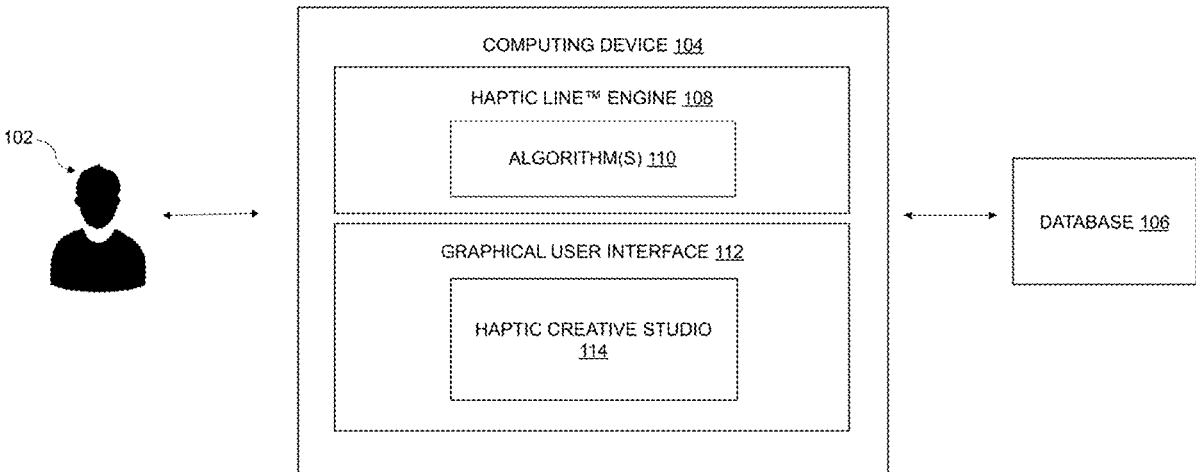 COMPUTING DEVICE 104
HAPTIC LINE™ ENGINE 108
ALGORITHM(S) 110
102
DATABASE 106
GRAPHICAL USER INTERFACE 112
HAPTIC CREATIVE STUDIO
114